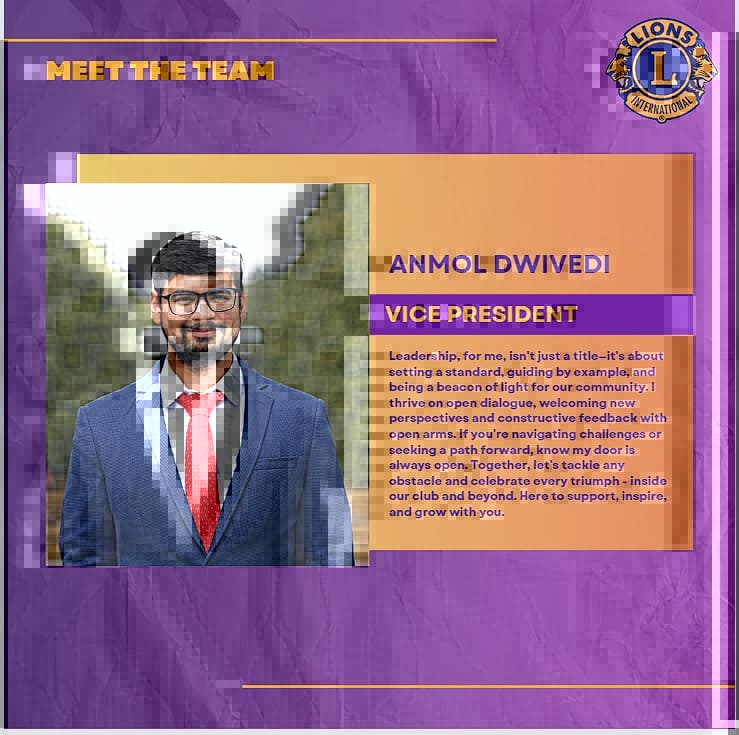 MEET THE TEAM
LIONS
L
INTERNATIONAL
®
ANMOL DWIVEDI
VICE PRESIDENT
Leadership, for me, isn't just a title—it's about
setting a standard, guiding by example, and
being a beacon of light for our community. I
thrive on open dialogue, welcoming new
perspectives and constructive feedback with
open arms. If you're navigating challenges or
seeking a path forward, know my door is
always open. Together, let's tackle any
obstacle and celebrate every triumph - inside
our club and beyond. Here to support, inspire,
and grow with you.